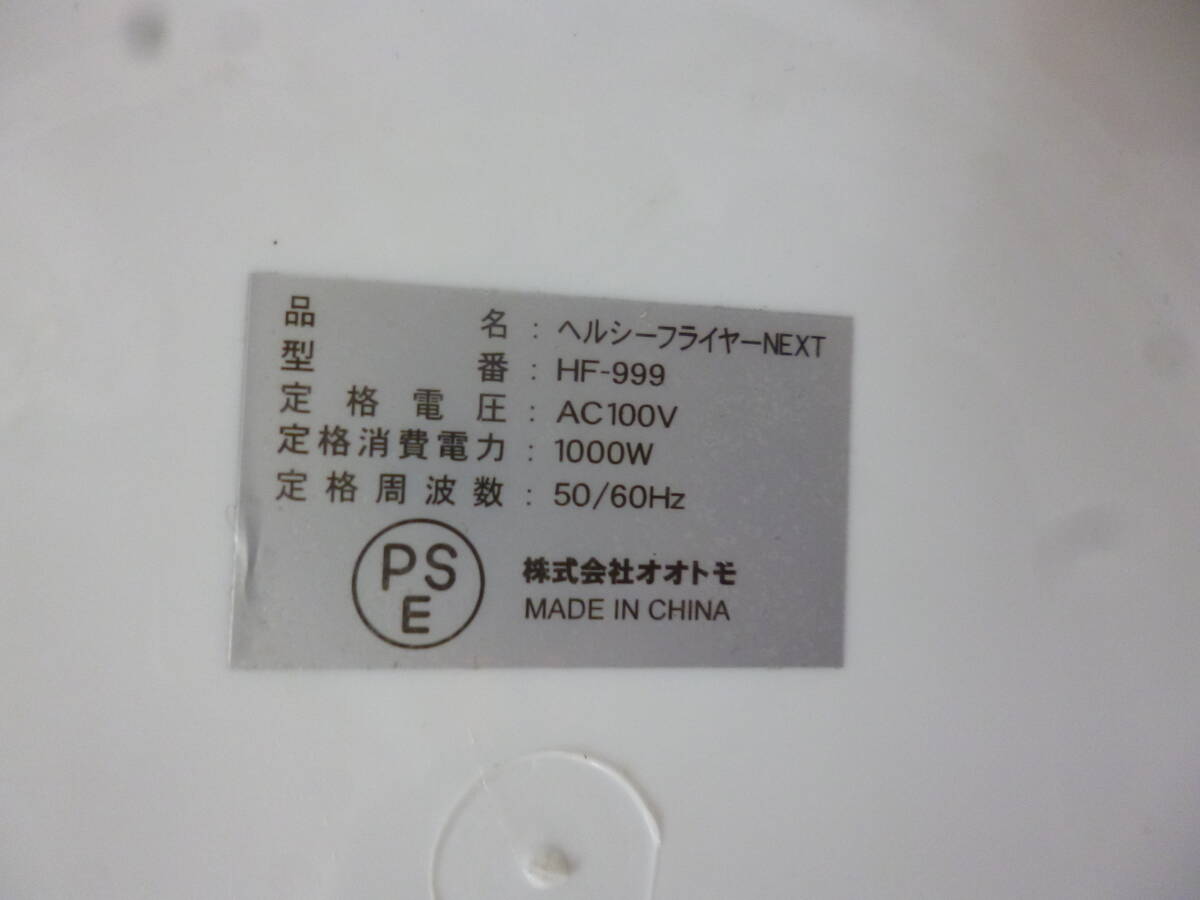 品名：ヘルシーフライヤーNEXT
型番：HF-999
定格電圧：AC100V
定格消費電力：1000W
定格周波数：50/60Hz
PS
E
株式会社オオトモ
MADE IN CHINA